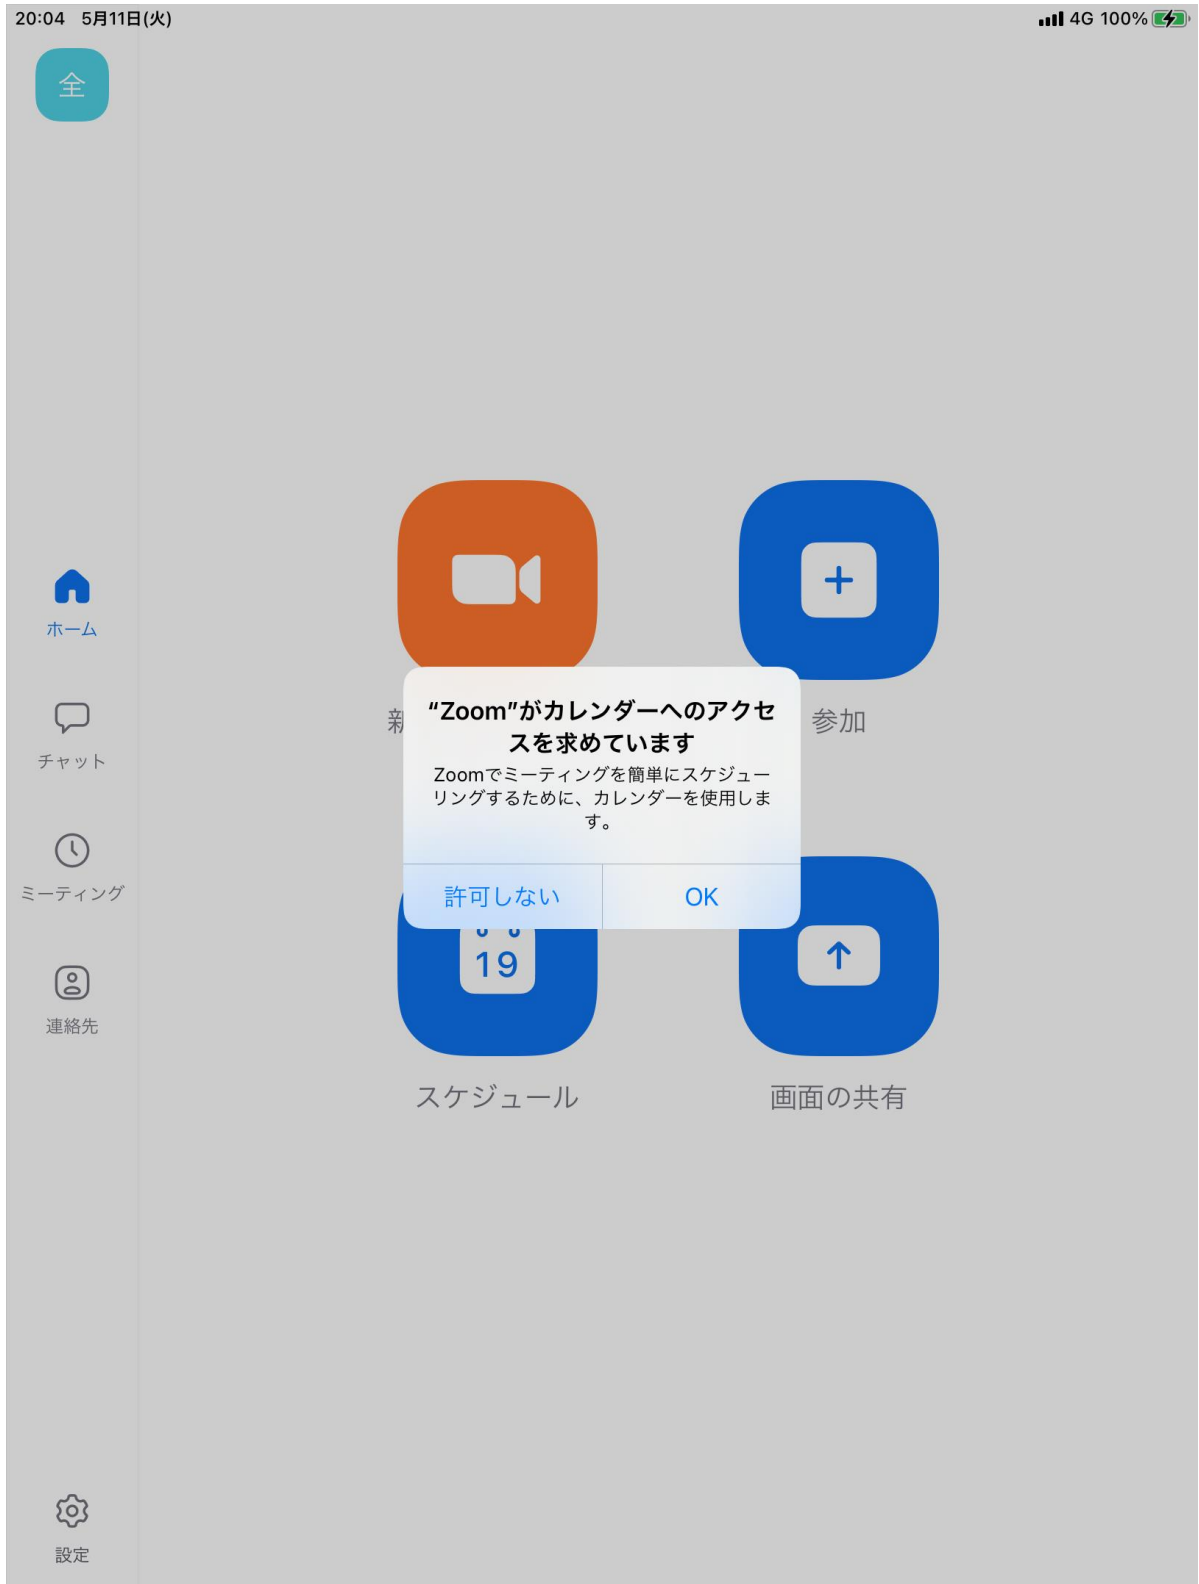 20:04 5月11日(火)
4G 100%
全
ホーム
チャット
ミーティング
連絡先
設定
新
参加
“Zoom”がカレンダーへのアクセ
スを求めています
Zoomでミーティングを簡単にスケジュー
リングするために、カレンダーを使用しま
す。
許可しない
OK
19
スケジュール
画面の共有